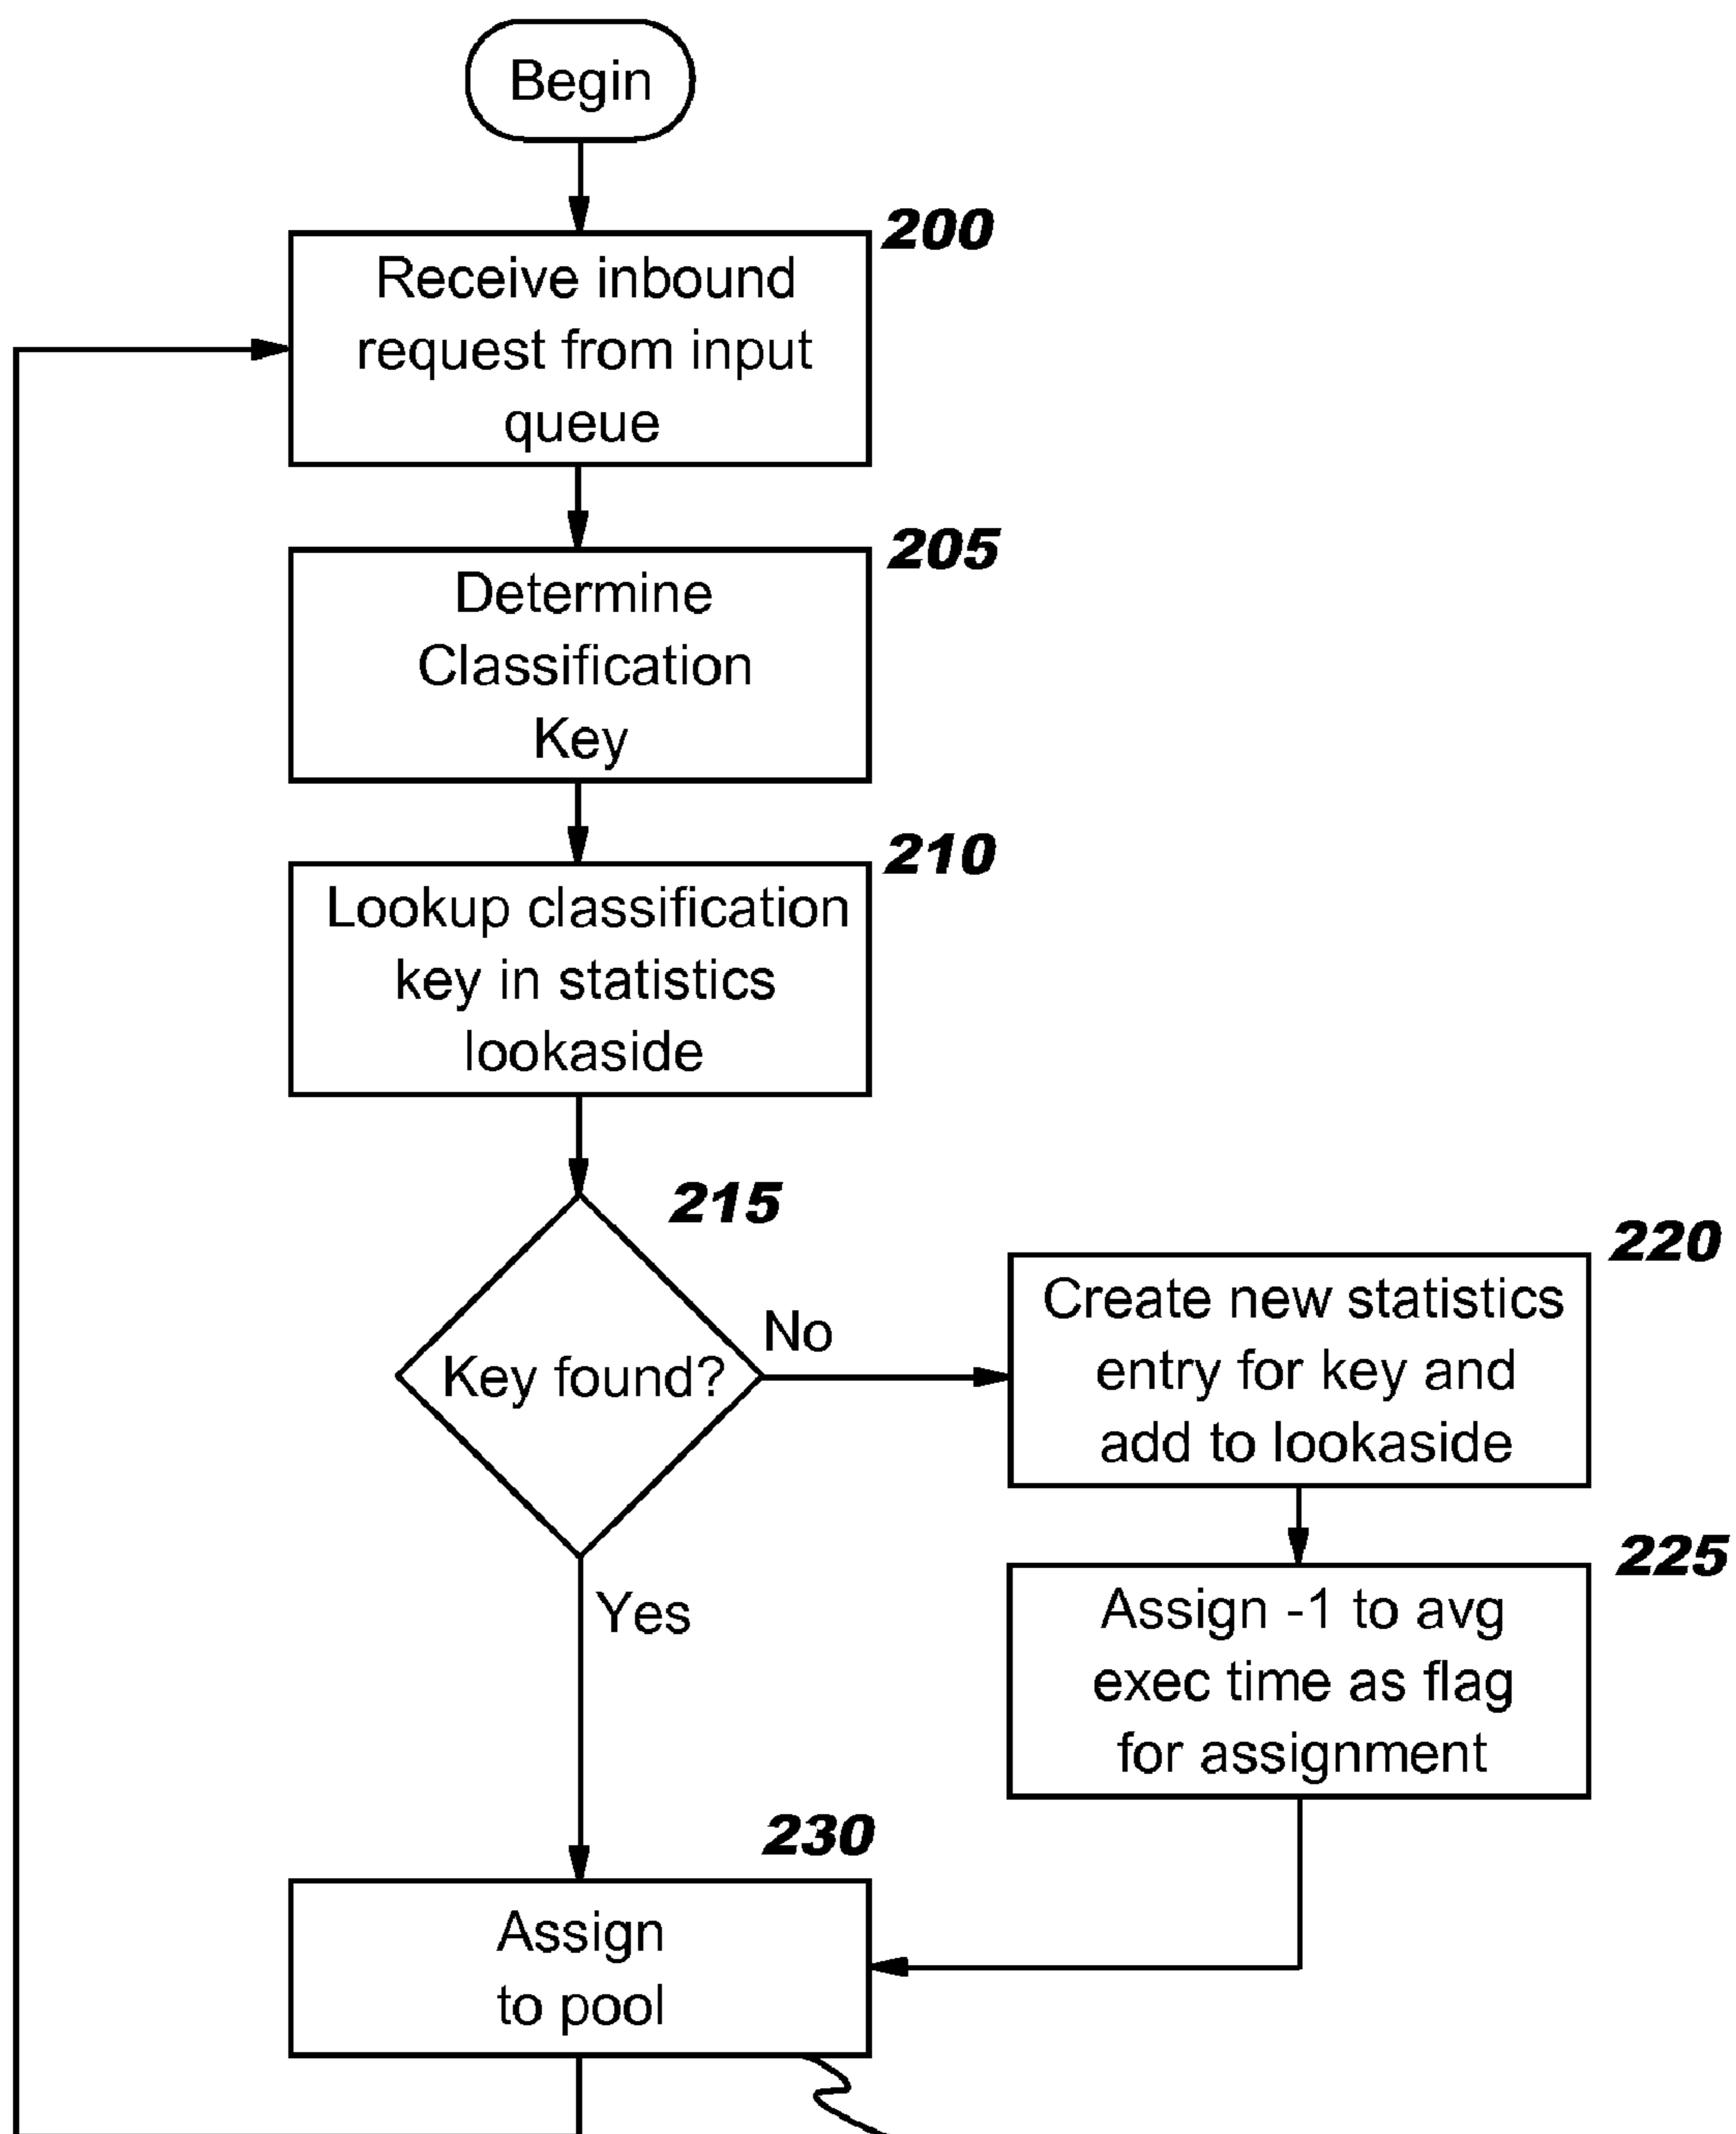 Begin
200
Receive inbound
request from input
queue
205
Determine
Classification
Key
210
Lookup classification
key in statistics
lookaside
215
Key found?
No
220
Create new statistics
entry for key and
add to lookaside
225
Assign -1 to avg
exec time as flag
for assignment
Yes
230
Assign
to pool